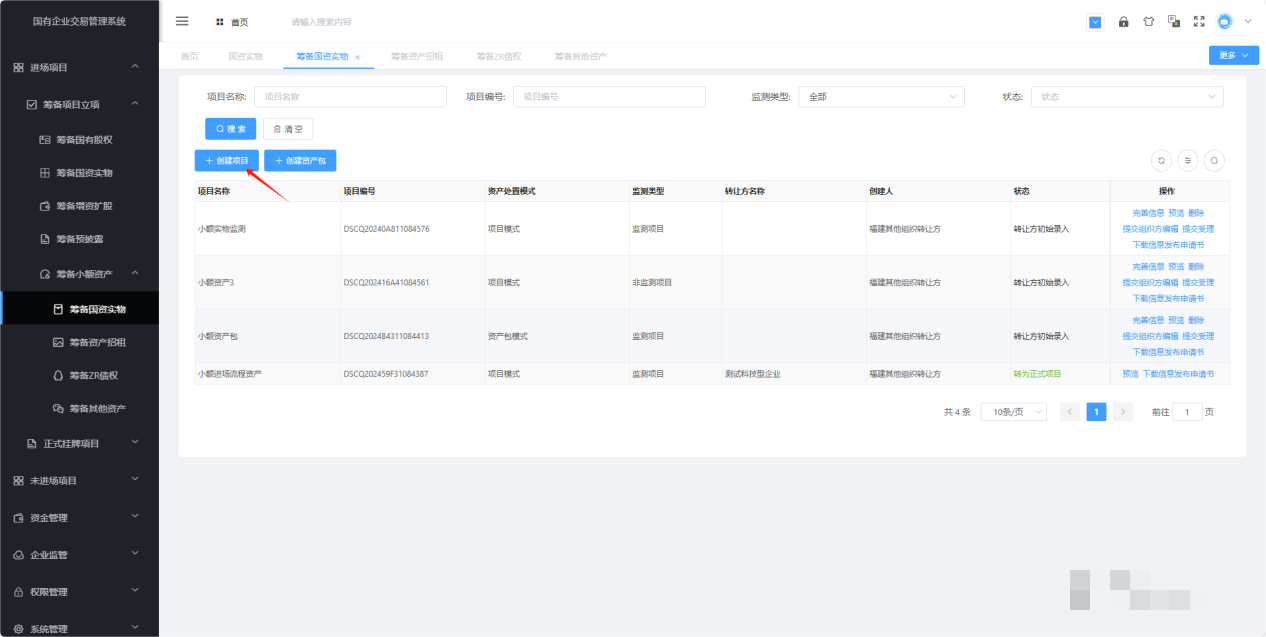 国有企业交易管理系统
进场项目
筹备项目立项
筹备国有股权
筹备国资实物
筹备增资扩股
筹备预披露
筹备小额资产
筹备国资实物
筹备资产招租
筹备ZR债权
筹备其他资产
正式挂牌项目
未进场项目
资金管理
企业监管
权限管理
系统管理
首页 请输入搜索内容
首页 国资实物 筹备国资实物 × 筹备资产招租 筹备ZR债权 筹备其他资产 更多
项目名称: 项目名称 项目编号: 项目编号 监测类型: 全部 状态: 状态
搜 索 清 空
+ 创建项目 + 创建资产包
项目名称 项目编号 资产处置模式 监测类型 转让方名称 创建人 状态 操作
小额实物监测 DSCQ20240A811084576 项目模式 监测项目 福建其他组织转让方 转让方初始录入 完善信息 预览 删除
提交组织方编辑 提交受理
下载信息发布申请书
小额资产3 DSCQ202416A41084561 项目模式 非监测项目 福建其他组织转让方 转让方初始录入 完善信息 预览 删除
提交组织方编辑 提交受理
下载信息发布申请书
小额资产包 DSCQ2024B4311084413 资产包模式 监测项目 福建其他组织转让方 转让方初始录入 完善信息 预览 删除
提交组织方编辑 提交受理
下载信息发布申请书
小额进场流程资产 DSCQ202459F31084387 项目模式 监测项目 测试科技型企业 福建其他组织转让方 转为正式项目 预览 下载信息发布申请书
共 4 条 10条/页 1 前往 1 页